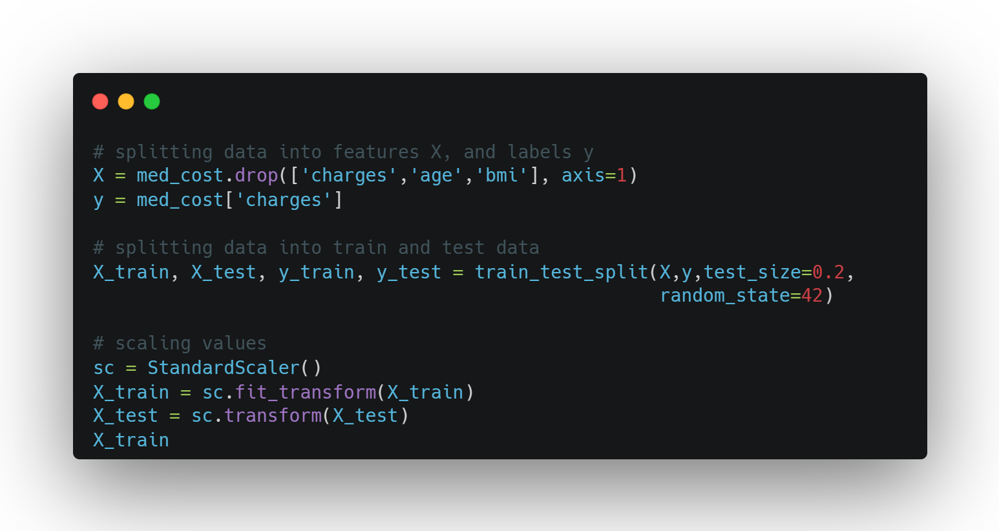 # splitting data into features X, and labels y
X = med_cost.drop(['charges','age','bmi'], axis=1)
y = med_cost['charges']
# splitting data into train and test data
X_train, X_test, y_train, y_test = train_test_split(X,y,test_size=0.2,
random_state=42)
# scaling values
sc = StandardScaler()
X_train = sc.fit_transform(X_train)
X_test = sc.transform(X_test)
X_train